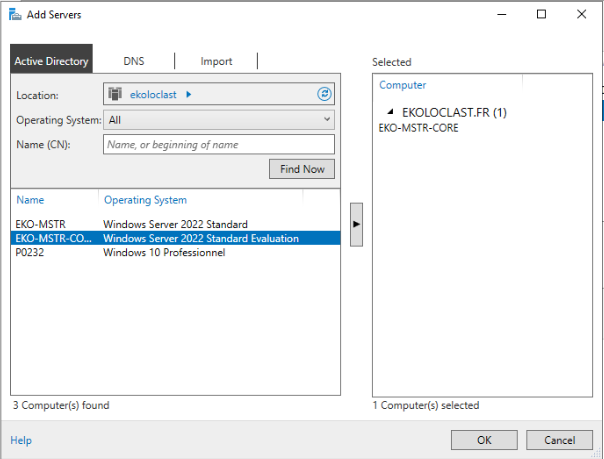 Add Servers
Active Directory
DNS
Import
Selected
Location:
ekoloclast
Operating System:
All
Name (CN):
Name, or beginning of name
Find Now
Name Operating System
EKO-MSTR Windows Server 2022 Standard
EKO-MSTR-CO... Windows Server 2022 Standard Evaluation
P0232 Windows 10 Professionnel
3 Computer(s) found
Computer
EKOLOCLAST.FR (1)
EKO-MSTR-CORE
1 Computer(s) selected
Help
OK
Cancel